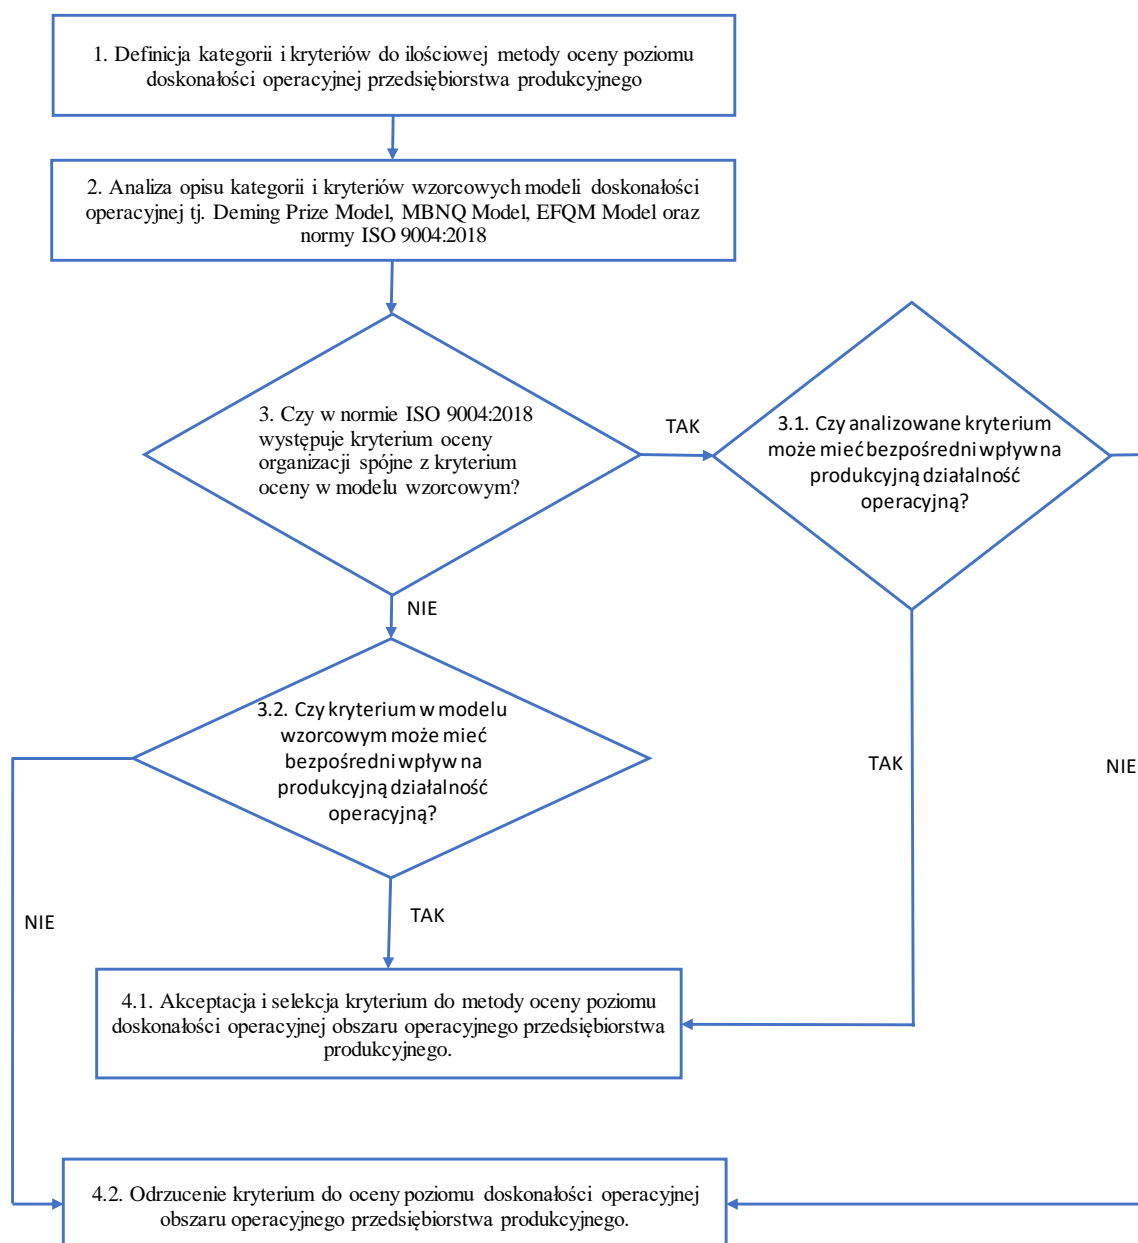 1. Definicja kategorii i kryteriów do ilościowej metody oceny poziomu
doskonałości operacyjnej przedsiębiorstwa produkcyjnego
2. Analiza opisu kategorii i kryteriów wzorcowych modeli doskonałości
operacyjnej tj. Deming Prize Model, MBNQ Model, EFQM Model oraz
normy ISO 9004:2018
3. Czy w normie ISO 9004:2018
występuje kryterium oceny
organizacji spójne z kryterium
oceny w modelu wzorcowym?
TAK
3.1. Czy analizowane kryterium
może mieć bezpośredni wpływ na
produkcyjną działalność
operacyjną?
NIE
3.2. Czy kryterium w modelu
wzorcowym może mieć
bezpośredni wpływ na
produkcyjną działalność
operacyjną?
TAK
NIE
NIE
TAK
4.1. Akceptacja i selekcja kryterium do metody oceny poziomu
doskonałości operacyjnej obszaru operacyjnego przedsiębiorstwa
produkcyjnego.
4.2. Odrzucenie kryterium do oceny poziomu doskonałości operacyjnej
obszaru operacyjnego przedsiębiorstwa produkcyjnego.